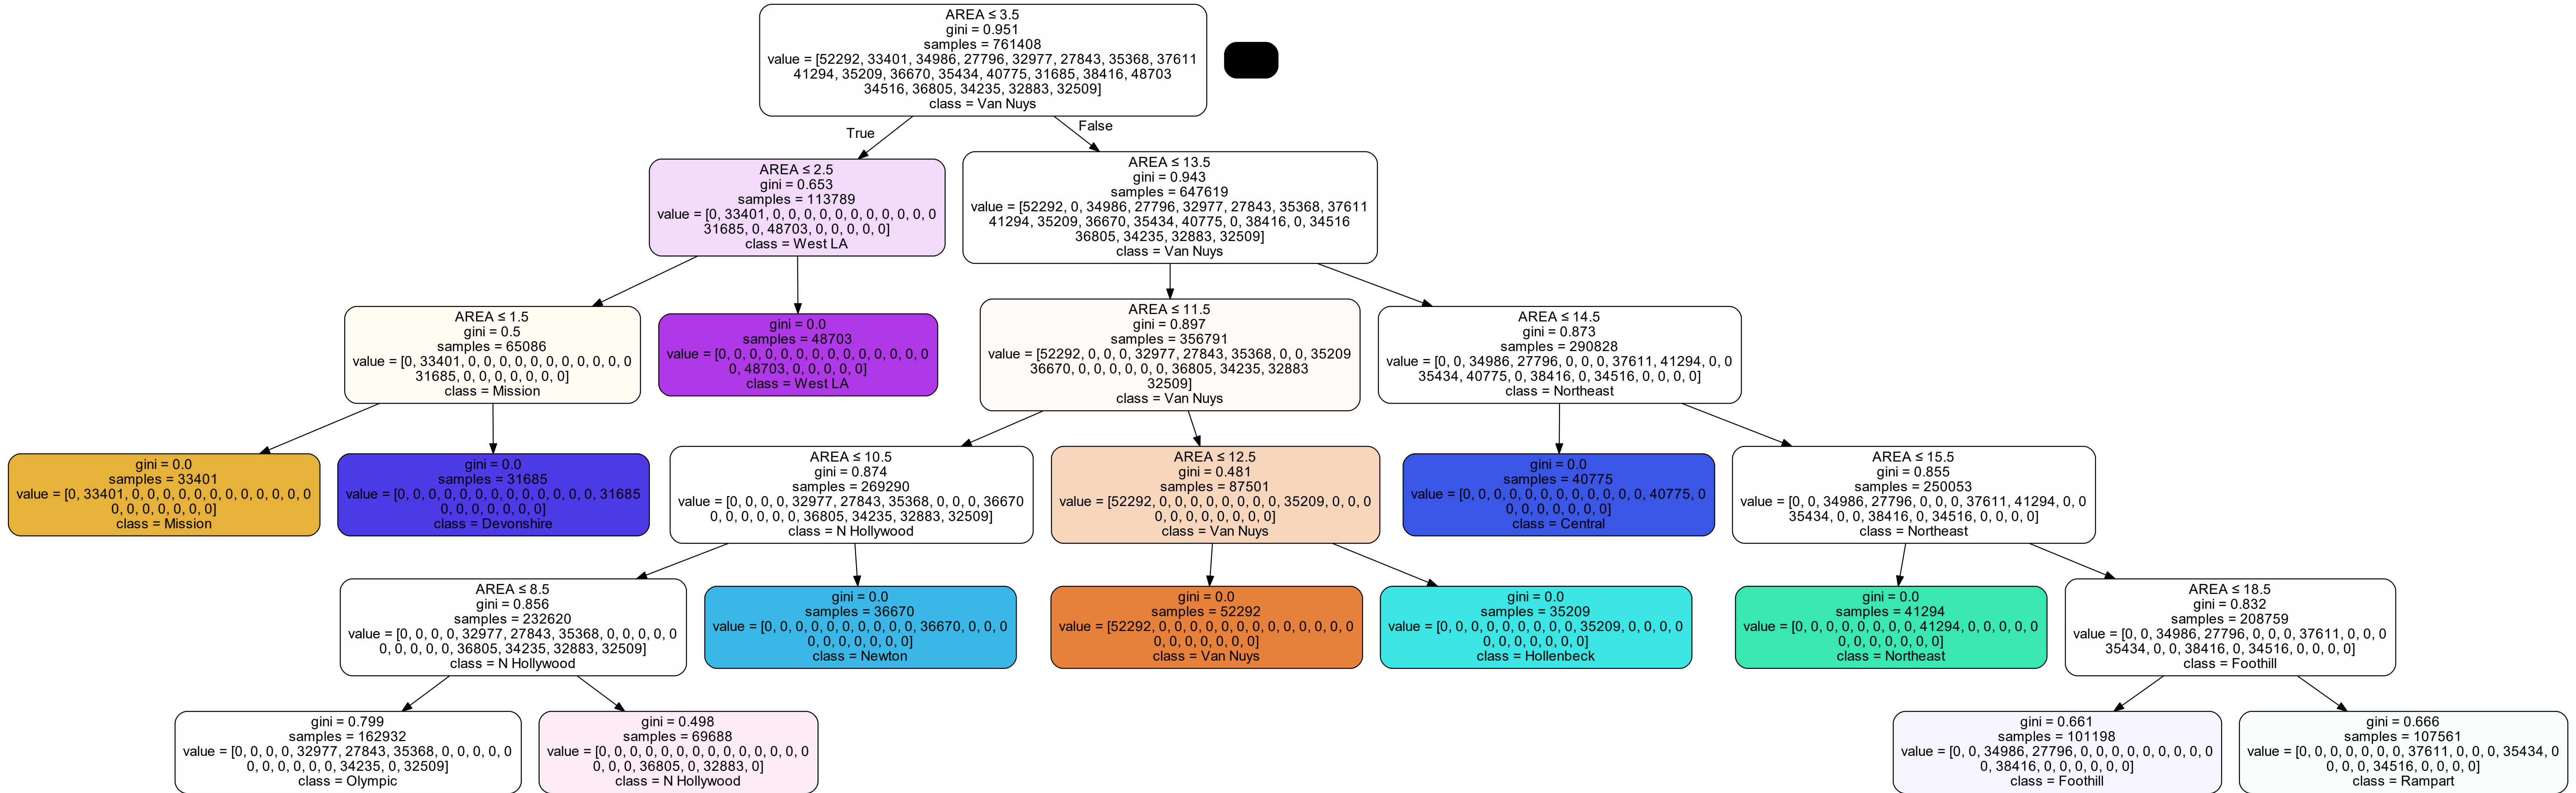 AREA ≤ 3.5
gini = 0.951
samples = 761408
value = [52292, 33401, 34986, 27796, 32977, 27843, 35368, 37611
41294, 35209, 36670, 35434, 40775, 31685, 38416, 48703
34516, 36805, 34235, 32883, 32509]
class = Van Nuys
True
False
AREA ≤ 2.5
gini = 0.653
samples = 113789
value = [0, 33401, 0, 0, 0, 0, 0, 0, 0, 0, 0, 0, 0
31685, 0, 48703, 0, 0, 0, 0, 0]
class = West LA
AREA ≤ 13.5
gini = 0.943
samples = 647619
value = [52292, 0, 34986, 27796, 32977, 27843, 35368, 37611
41294, 35209, 36670, 35434, 40775, 0, 38416, 0, 34516
36805, 34235, 32883, 32509]
class = Van Nuys
AREA ≤ 1.5
gini = 0.5
samples = 65086
value = [0, 33401, 0, 0, 0, 0, 0, 0, 0, 0, 0, 0, 0
31685, 0, 0, 0, 0, 0, 0, 0]
class = Mission
gini = 0.0
samples = 48703
value = [0, 0, 0, 0, 0, 0, 0, 0, 0, 0, 0, 0, 0, 0
0, 48703, 0, 0, 0, 0, 0]
class = West LA
AREA ≤ 11.5
gini = 0.897
samples = 356791
value = [52292, 0, 0, 0, 32977, 27843, 35368, 0, 0, 35209
36670, 0, 0, 0, 0, 0, 0, 36805, 34235, 32883
32509]
class = Van Nuys
AREA ≤ 14.5
gini = 0.873
samples = 290828
value = [0, 0, 34986, 27796, 0, 0, 0, 37611, 41294, 0, 0
35434, 40775, 0, 38416, 0, 34516, 0, 0, 0, 0]
class = Northeast
gini = 0.0
samples = 33401
value = [0, 33401, 0, 0, 0, 0, 0, 0, 0, 0, 0, 0, 0, 0
0, 0, 0, 0, 0, 0, 0]
class = Mission
gini = 0.0
samples = 31685
value = [0, 0, 0, 0, 0, 0, 0, 0, 0, 0, 0, 0, 0, 31685
0, 0, 0, 0, 0, 0, 0]
class = Devonshire
AREA ≤ 10.5
gini = 0.874
samples = 269290
value = [0, 0, 0, 0, 32977, 27843, 35368, 0, 0, 0, 36670
0, 0, 0, 0, 0, 0, 36805, 34235, 32883, 32509]
class = N Hollywood
AREA ≤ 12.5
gini = 0.481
samples = 87501
value = [52292, 0, 0, 0, 0, 0, 0, 0, 0, 35209, 0, 0, 0
0, 0, 0, 0, 0, 0, 0, 0]
class = Van Nuys
gini = 0.0
samples = 40775
value = [0, 0, 0, 0, 0, 0, 0, 0, 0, 0, 0, 0, 40775, 0
0, 0, 0, 0, 0, 0, 0]
class = Central
AREA ≤ 15.5
gini = 0.855
samples = 250053
value = [0, 0, 34986, 27796, 0, 0, 0, 37611, 41294, 0, 0
35434, 0, 0, 38416, 0, 34516, 0, 0, 0, 0]
class = Northeast
AREA ≤ 8.5
gini = 0.856
samples = 232620
value = [0, 0, 0, 0, 32977, 27843, 35368, 0, 0, 0, 0, 0
0, 0, 0, 0, 0, 36805, 34235, 32883, 32509]
class = N Hollywood
gini = 0.0
samples = 36670
value = [0, 0, 0, 0, 0, 0, 0, 0, 0, 0, 36670, 0, 0, 0
0, 0, 0, 0, 0, 0, 0]
class = Newton
gini = 0.0
samples = 52292
value = [52292, 0, 0, 0, 0, 0, 0, 0, 0, 0, 0, 0, 0, 0
0, 0, 0, 0, 0, 0, 0]
class = Van Nuys
gini = 0.0
samples = 35209
value = [0, 0, 0, 0, 0, 0, 0, 0, 0, 35209, 0, 0, 0, 0
0, 0, 0, 0, 0, 0, 0]
class = Hollenbeck
gini = 0.0
samples = 41294
value = [0, 0, 0, 0, 0, 0, 0, 0, 41294, 0, 0, 0, 0, 0
0, 0, 0, 0, 0, 0, 0]
class = Northeast
AREA ≤ 18.5
gini = 0.832
samples = 208759
value = [0, 0, 34986, 27796, 0, 0, 0, 37611, 0, 0, 0
35434, 0, 0, 38416, 0, 34516, 0, 0, 0, 0]
class = Foothill
gini = 0.799
samples = 162932
value = [0, 0, 0, 0, 32977, 27843, 35368, 0, 0, 0, 0, 0
0, 0, 0, 0, 0, 0, 34235, 0, 32509]
class = Olympic
gini = 0.498
samples = 69688
value = [0, 0, 0, 0, 0, 0, 0, 0, 0, 0, 0, 0, 0, 0
0, 0, 0, 36805, 0, 32883, 0]
class = N Hollywood
gini = 0.661
samples = 101198
value = [0, 0, 34986, 27796, 0, 0, 0, 0, 0, 0, 0, 0, 0
0, 38416, 0, 0, 0, 0, 0, 0]
class = Foothill
gini = 0.666
samples = 107561
value = [0, 0, 0, 0, 0, 0, 0, 37611, 0, 0, 0, 35434, 0
0, 0, 0, 34516, 0, 0, 0, 0]
class = Rampart